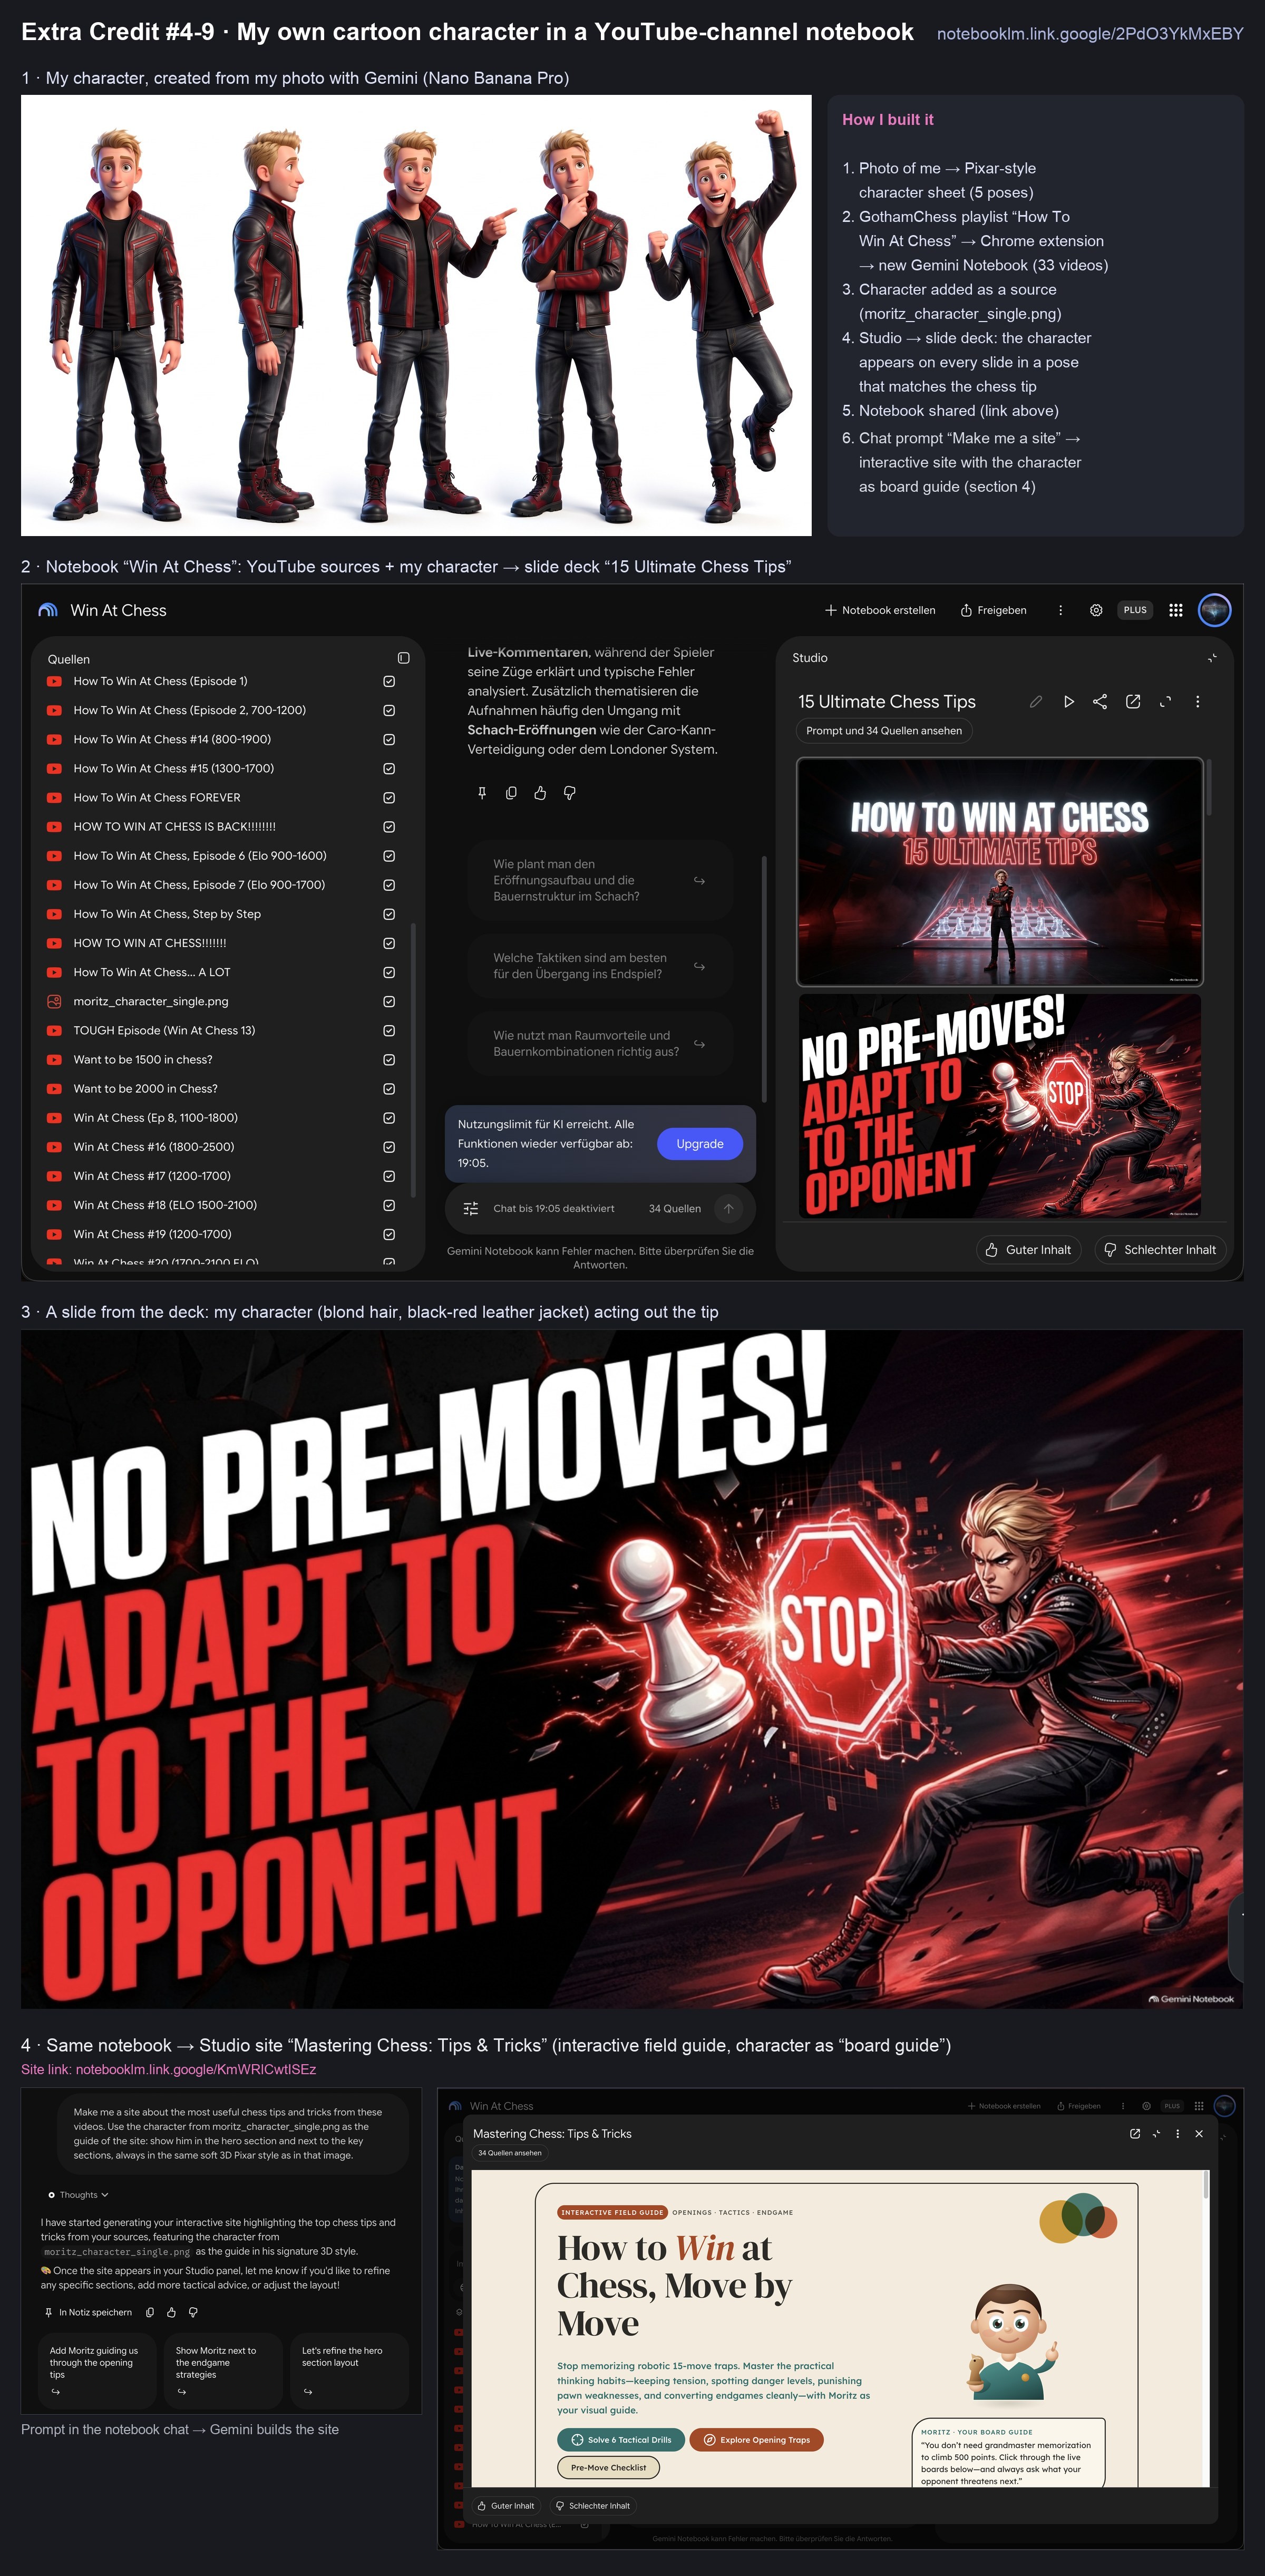 Extra Credit #4-9 · My own cartoon character in a YouTube-channel notebook
notebooklm.link.google/2PdO3YkMxEBY
1 · My character, created from my photo with Gemini (Nano Banana Pro)
How I built it
1. Photo of me → Pixar-style
character sheet (5 poses)
2. GothamChess playlist “How To
Win At Chess” → Chrome extension
→ new Gemini Notebook (33 videos)
3. Character added as a source
(moritz_character_single.png)
4. Studio → slide deck: the character
appears on every slide in a pose
that matches the chess tip
5. Notebook shared (link above)
6. Chat prompt “Make me a site” →
interactive site with the character
as board guide (section 4)
2 · Notebook “Win At Chess”: YouTube sources + my character → slide deck “15 Ultimate Chess Tips”
Win At Chess
Notebook erstellen
Freigeben
PLUS
Quellen
How To Win At Chess (Episode 1)
How To Win At Chess (Episode 2, 700-1200)
How To Win At Chess #14 (800-1900)
How To Win At Chess #15 (1300-1700)
How To Win At Chess FOREVER
HOW TO WIN AT CHESS IS BACK!!!!!!!!
How To Win At Chess, Episode 6 (Elo 900-1600)
How To Win At Chess, Episode 7 (Elo 900-1700)
How To Win At Chess, Step by Step
HOW TO WIN AT CHESS!!!!!!!
How To Win At Chess... A LOT
moritz_character_single.png
TOUGH Episode (Win At Chess 13)
Want to be 1500 in chess?
Want to be 2000 in Chess?
Win At Chess (Ep 8, 1100-1800)
Win At Chess #16 (1800-2500)
Win At Chess #17 (1200-1700)
Win At Chess #18 (ELO 1500-2100)
Win At Chess #19 (1200-1700)
Win At Chess #20 (1700-2100 ELO)
Live-Kommentaren, während der Spieler
seine Züge erklärt und typische Fehler
analysiert. Zusätzlich thematisieren die
Aufnahmen häufig den Umgang mit
Schach-Eröffnungen wie der Caro-Kann-
Verteidigung oder dem Londoner System.
Wie plant man den
Eröffnungsaufbau und die
Bauernstruktur im Schach?
Welche Taktiken sind am besten
für den Übergang ins Endspiel?
Wie nutzt man Raumvorteile und
Bauernkombinationen richtig aus?
Nutzungslimit für KI erreicht. Alle
Funktionen wieder verfügbar ab:
19:05.
Upgrade
Chat bis 19:05 deaktiviert
34 Quellen
Gemini Notebook kann Fehler machen. Bitte überprüfen Sie die
Antworten.
Studio
15 Ultimate Chess Tips
Prompt und 34 Quellen ansehen
HOW TO WIN AT CHESS
15 ULTIMATE TIPS
NO PRE-MOVES!
ADAPT TO
TO THE
OPPONENT
STOP
Guter Inhalt
Schlechter Inhalt
3 · A slide from the deck: my character (blond hair, black-red leather jacket) acting out the tip
NO PRE-MOVES!
ADAPT TO
TO THE
OPPONENT
STOP
Gemini Notebook
4 · Same notebook → Studio site “Mastering Chess: Tips & Tricks” (interactive field guide, character as “board guide”)
Site link: notebooklm.link.google/KmWRlCwtISEz
Make me a site about the most useful chess tips and tricks from these
videos. Use the character from moritz_character_single.png as the
guide of the site: show him in the hero section and next to the key
sections, always in the same soft 3D Pixar style as in that image.
Thoughts
I have started generating your interactive site highlighting the top chess tips and
tricks from your sources, featuring the character from
moritz_character_single.png as the guide in his signature 3D style.
Once the site appears in your Studio panel, let me know if you'd like to refine
any specific sections, add more tactical advice, or adjust the layout!
In Notiz speichern
Add Moritz guiding us
through the opening
tips
Show Moritz next to
the endgame
strategies
Let's refine the hero
section layout
Prompt in the notebook chat → Gemini builds the site
Win At Chess
Notebook erstellen
Freigeben
PLUS
Mastering Chess: Tips & Tricks
34 Quellen ansehen
INTERACTIVE FIELD GUIDE
OPENINGS · TACTICS · ENDGAME
How to Win at
Chess, Move by
Move
Stop memorizing robotic 15-move traps. Master the practical
thinking habits—keeping tension, spotting danger levels, punishing
pawn weaknesses, and converting endgames cleanly—with Moritz as
your visual guide.
Solve 6 Tactical Drills
Explore Opening Traps
Pre-Move Checklist
MORITZ · YOUR BOARD GUIDE
“You don’t need grandmaster memorization
to climb 500 points. Click through the live
boards below—and always ask what your
opponent threatens next.”
Guter Inhalt
Schlechter Inhalt
Gemini Notebook kann Fehler machen. Bitte überprüfen Sie die Antworten.